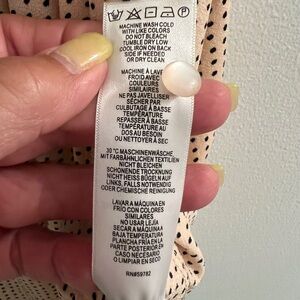 MACHINE WASH COLD
WITH LIKE COLORS
DO NOT BLEACH
TUMBLE DRY LOW
COOL IRON ON BACK
SIDE IF NEEDED
OR DRY CLEAN
MACHINE À LAVER
FROID AVEC
COULEURS
SIMILAIRES
NE PAS JAVELLISER
SÉCHER PAR
CULBUTAGE À BASSE
TEMPÉRATURE
REPASSER À BASSE
TEMPÉRATURE AU
DOS AU BESOIN
OU NETTOYER À SEC
30 °C MASCHINENWÄSCHE
MIT FARBÄHNLICHEN TEXTILIEN
NICHT BLEICHEN
SCHONENDE TROCKNUNG
NICHT HEISS BÜGELN AUF
LINKS, FALLS NOTWENDIG
ODER CHEMISCHE REINIGUNG
LAVAR A MÁQUINA EN
FRÍO CON COLORES
SIMILARES
NO USAR LEJÍA
SECAR A MÁQUINA A
BAJA TEMPERATURA
PLANCHA FRÍA EN LA
PARTE POSTERIOR EN
CASO NECESARIO
O LIMPIAR EN SECO
RN#59782